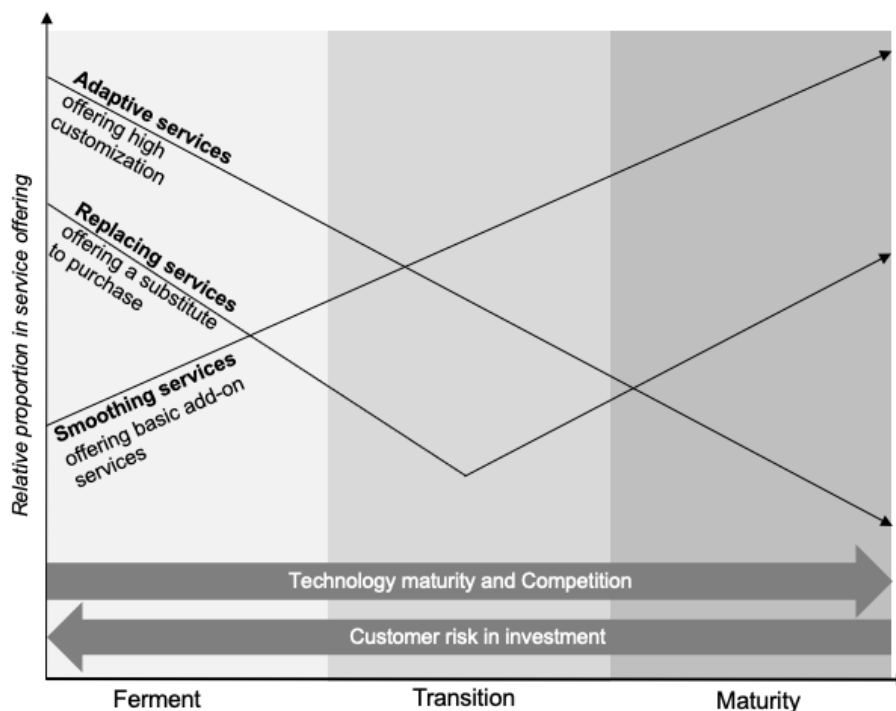 Relative proportion in service offering
Adaptive services
offering high
customization
Replacing services
offering a substitute
to purchase
Smoothing services
offering basic add-on
services
Technology maturity and Competition
Customer risk in investment
Ferment
Transition
Maturity